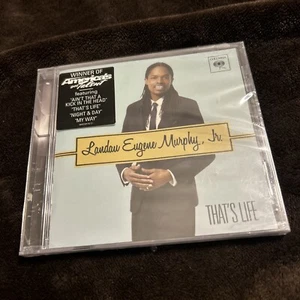 WINNER OF
America's
got Talent
featuring
"AIN'T THAT A
KICK IN THE HEAD"
"THAT'S LIFE"
"NIGHT & DAY"
"MY WAY"
Landau Eugene Murphy, Jr.
THAT'S LIFE